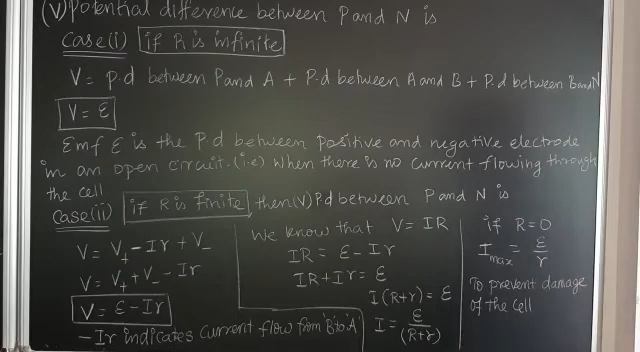 (V) Potential difference between P and N is
Case(i) if R is infinite
V = p.d between P and A + P.d between A and B + P.d between B and N
V = ε
Emf ε is the P.d between positive and negative electrode
in an open circuit. (i.e) When there is no current flowing through
the cell
Case(ii) if R is finite, then (V) Pd between P and N is
V = V₊ - Ir + V₋
V = V₊ + V₋ - Ir
V = ε - Ir
- Ir indicates current flow from 'B' to 'A'
We know that V = IR
IR = ε - Ir
IR + Ir = ε
I(R+r) = ε
I = ε/(R+r)
if R = 0
I max = ε/r
To prevent damage
of the cell